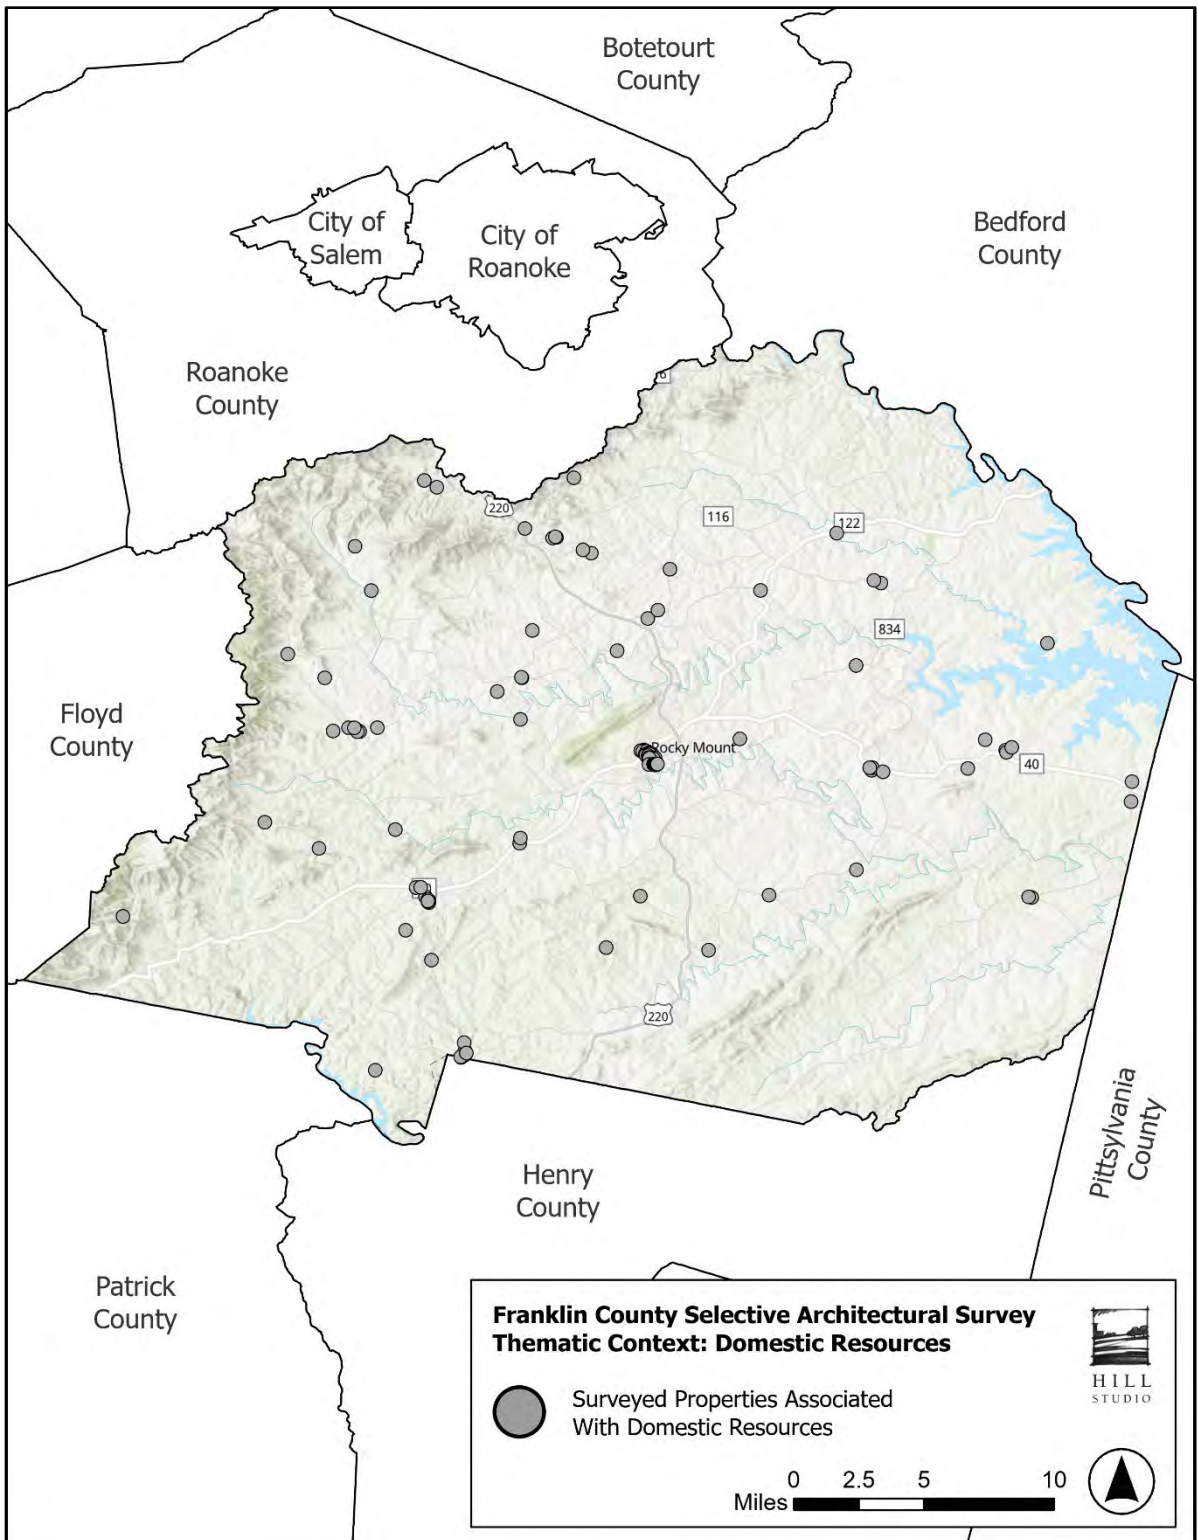 Botetourt
County
City of
Salem
City of
Roanoke
Bedford
County
Roanoke
County
220
116
122
834
Floyd
County
Rocky Mount
40
220
Pittsylvania
County
Henry
County
Patrick
County
Franklin County Selective Architectural Survey
Thematic Context: Domestic Resources
HILL
STUDIO
Surveyed Properties Associated
With Domestic Resources
0 2.5 5 10
Miles